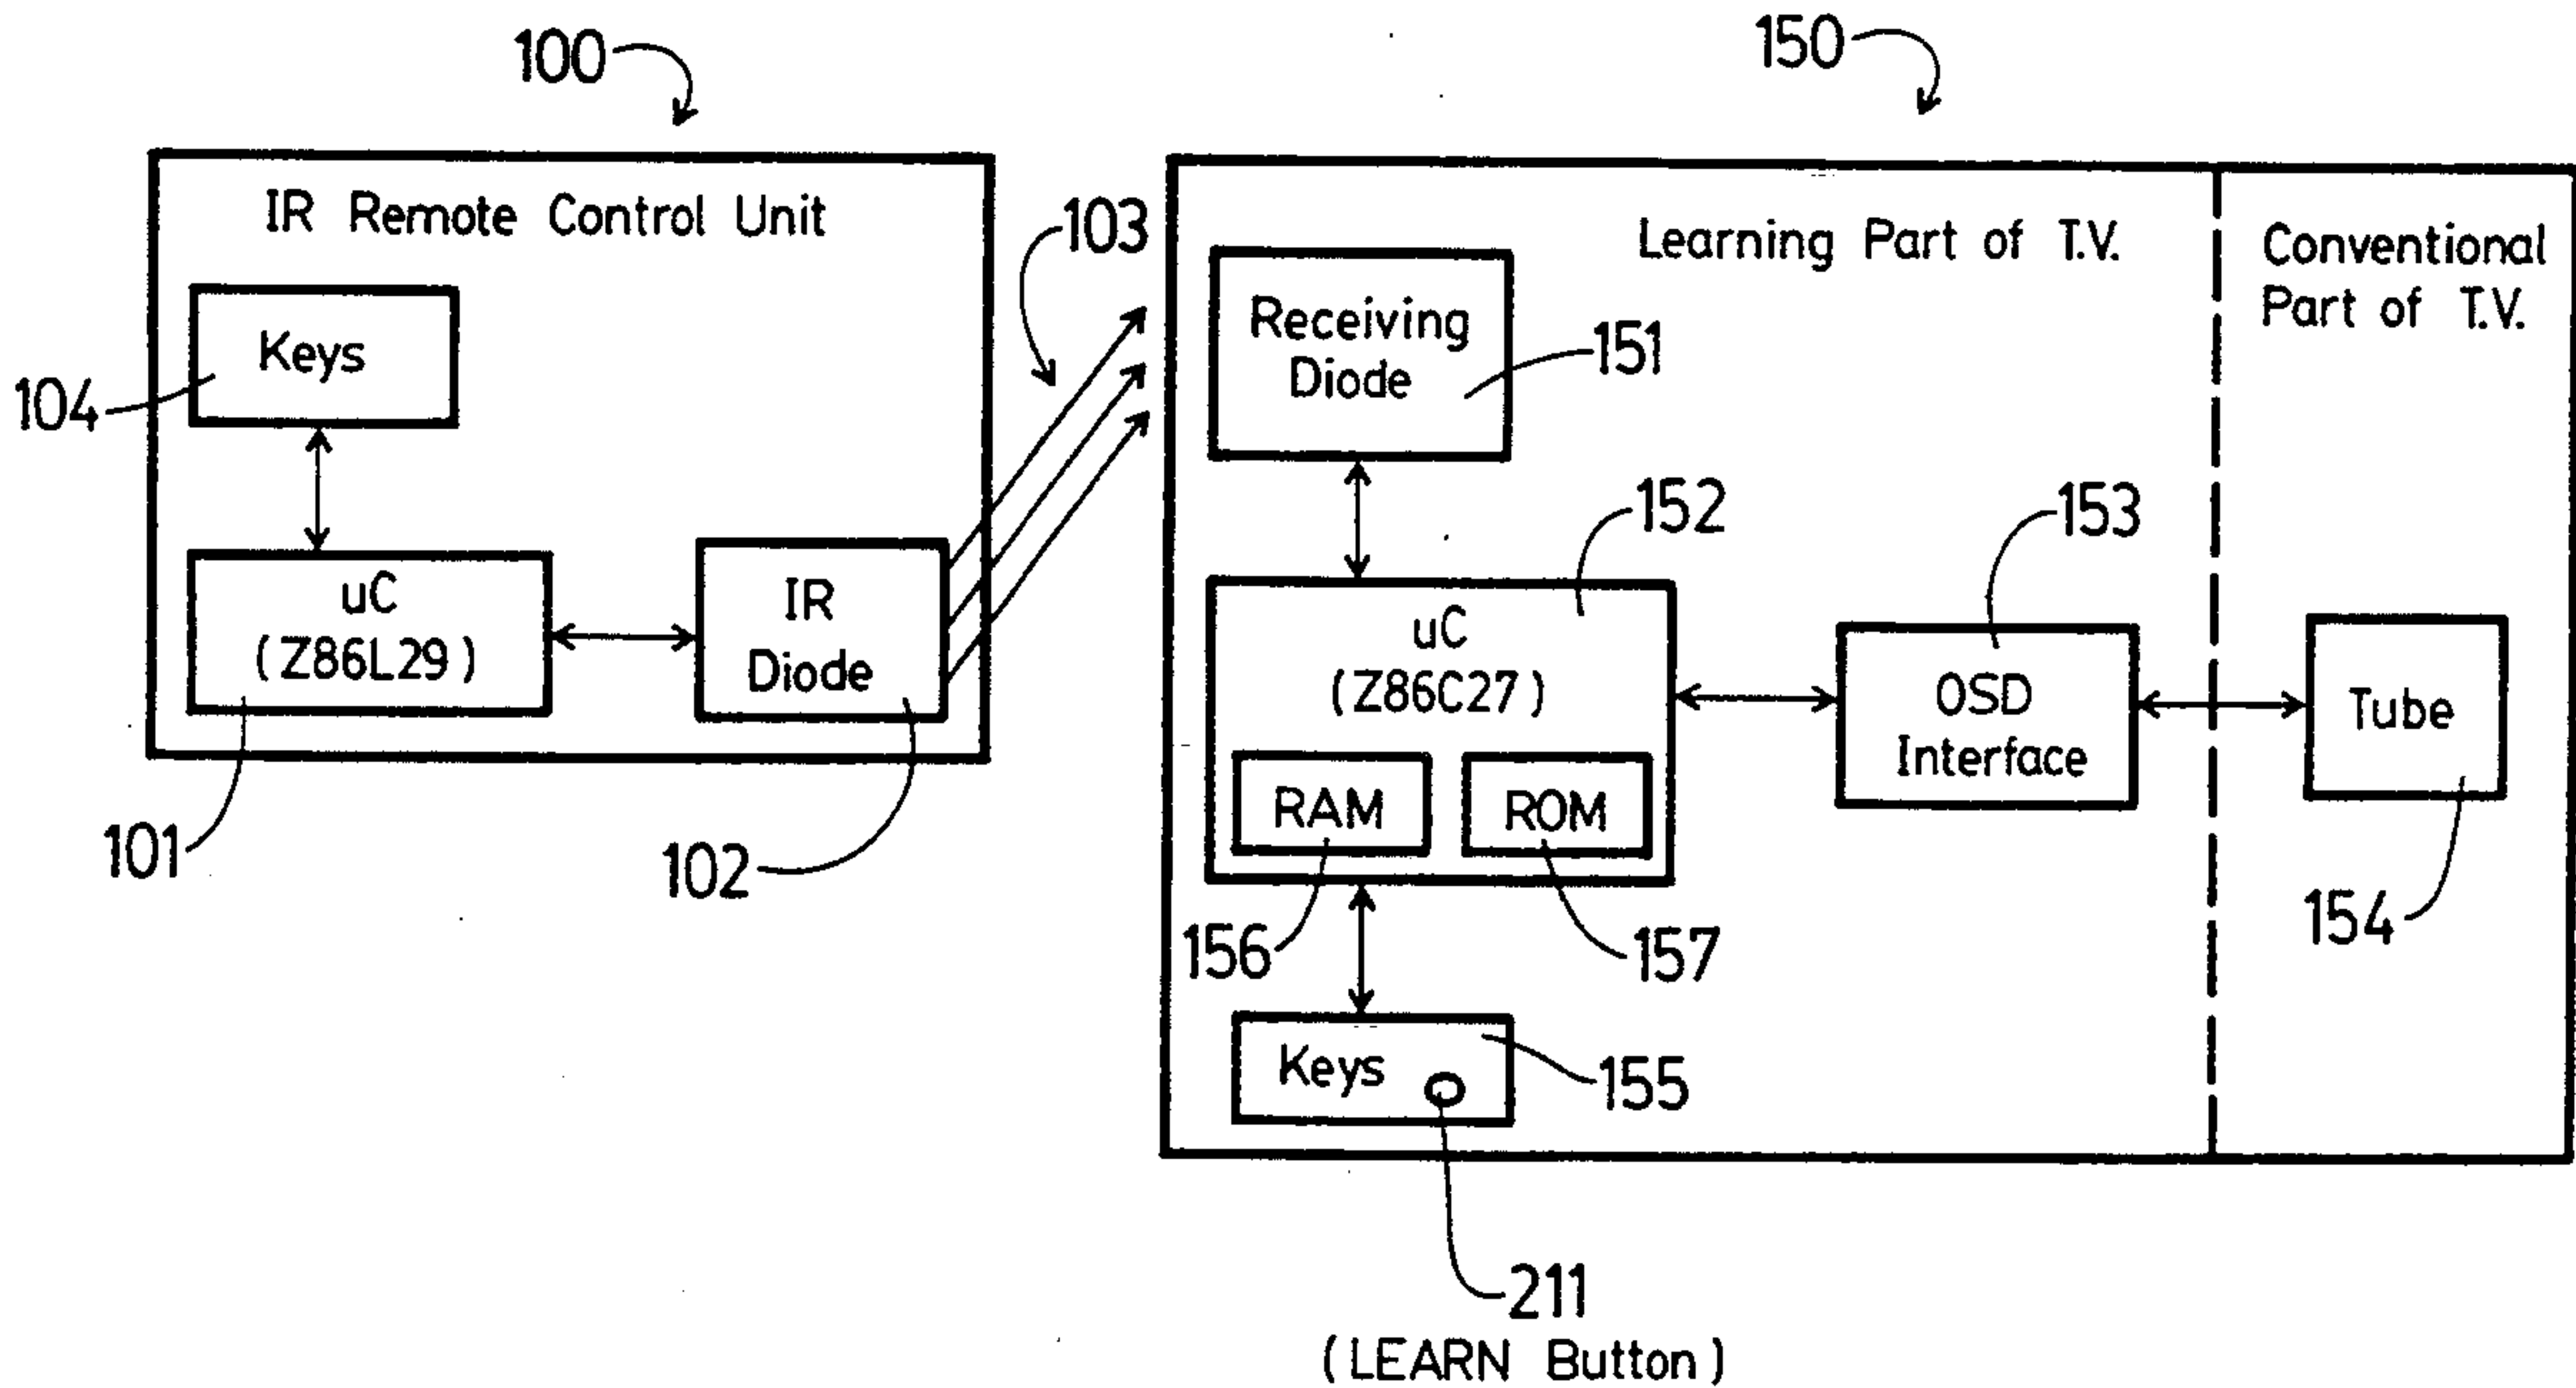 100
IR Remote Control Unit
Keys
104
uC
(Z86L29)
IR
Diode
101
102
103
150
Learning Part of T.V.
Conventional
Part of T.V.
Receiving
Diode
151
152
uC
(Z86C27)
RAM
ROM
156
157
153
OSD
Interface
Tube
154
Keys
155
211
(LEARN Button)